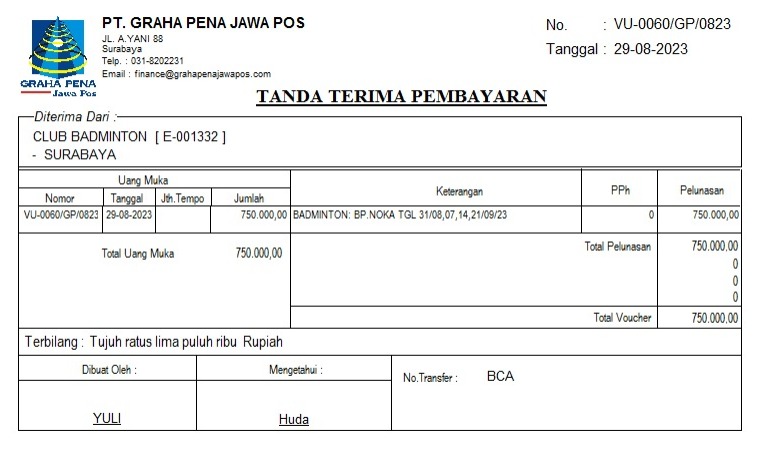 PT. GRAHA PENA JAWA POS
JL. A.YANI 88
Surabaya
Telp. : 031-8202231
Email : finance@grahapenajawapos.com
GRAHA PENA
Jawa Pos
No. : VU-0060/GP/0823
Tanggal : 29-08-2023
TANDA TERIMA PEMBAYARAN
Diterima Dari :
CLUB BADMINTON [ E-001332 ]
- SURABAYA
Uang Muka Keterangan PPh Pelunasan
Nomor Tanggal Jth.Tempo Jumlah
VU-0060/GP/0823 29-08-2023 750.000,00 BADMINTON: BP.NOKA TGL 31/08,07,14,21/09/23 0 750.000,00
Total Uang Muka 750.000,00 Total Pelunasan 750.000,00
0
0
0
Total Voucher 750.000,00
Terbilang : Tujuh ratus lima puluh ribu Rupiah
Dibuat Oleh : Mengetahui : No.Transfer : BCA
YULI Huda